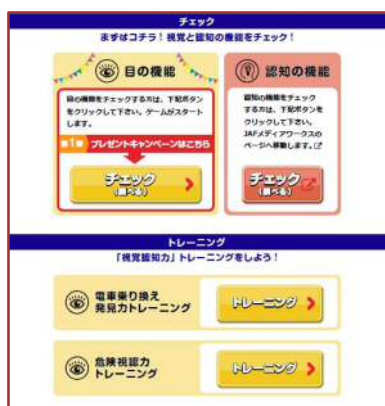 チェック
まずはコチラ！視覚と認知の機能をチェック！
目の機能
目の機能をチェックする方は、下記ボタン
をクリックして下さい。ゲームがスタート
します。
第1弾 プレゼントキャンペーンはこちら
チェック
(調べる)
認知の機能
認知の機能をチェック
する方は、下記ボタンを
クリックして下さい。
JAFメディアワークスの
ページへ移動します。
チェック
(調べる)
トレーニング
「視覚認知力」トレーニングをしよう！
電車乗り換え
発見力トレーニング
トレーニング
危険視認力
トレーニング
トレーニング